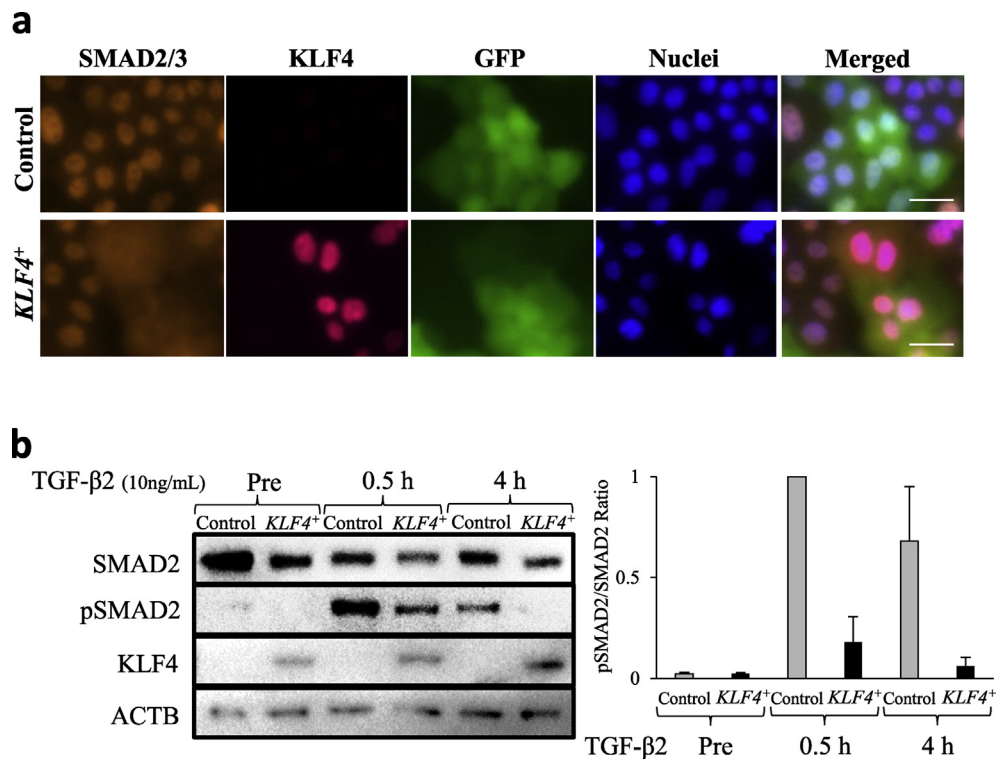 a
SMAD2/3 KLF4 GFP Nuclei Merged
Control
KLF4+
b
TGF-β2 (10ng/mL) Pre 0.5 h 4 h
Control KLF4+ Control KLF4+ Control KLF4+
SMAD2
pSMAD2
KLF4
ACTB
pSMAD2/SMAD2 Ratio
1
0.5
0
Control KLF4+ Control KLF4+ Control KLF4+
TGF-β2 Pre 0.5 h 4 h